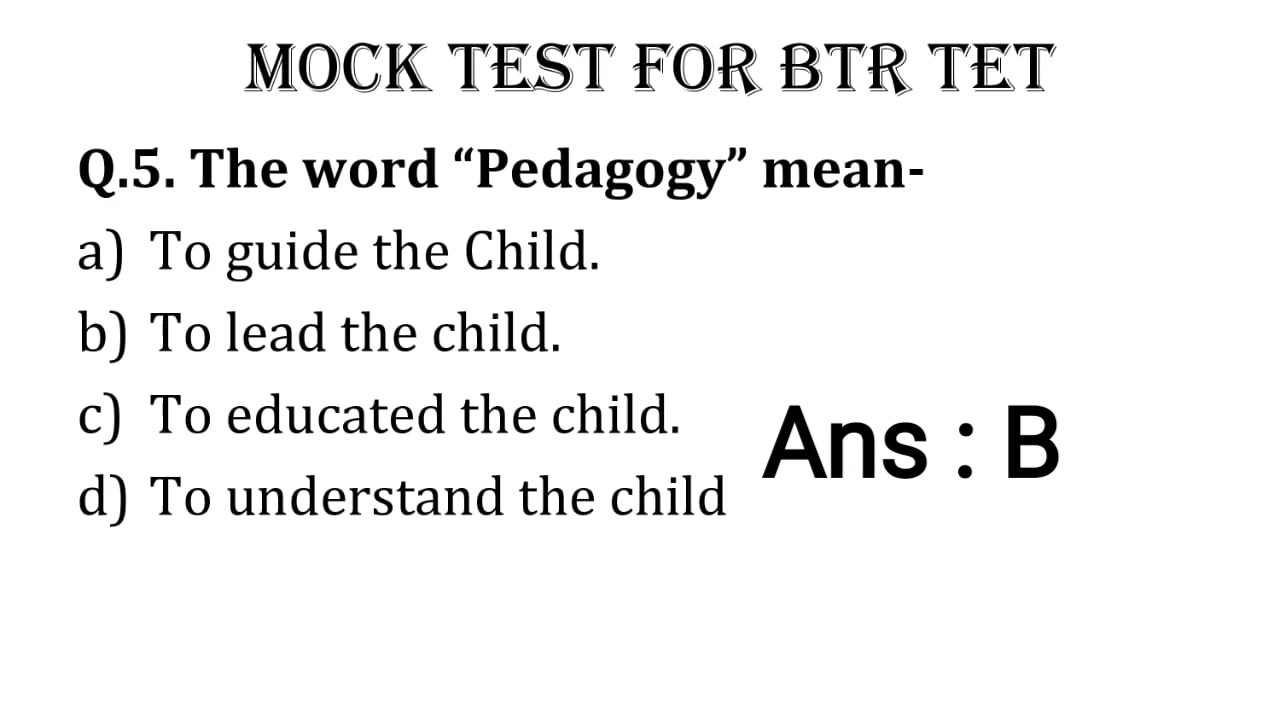 MOCK TEST FOR BTR TET
Q.5. The word “Pedagogy” mean-
a) To guide the Child.
b) To lead the child.
c) To educated the child.
d) To understand the child
Ans : B